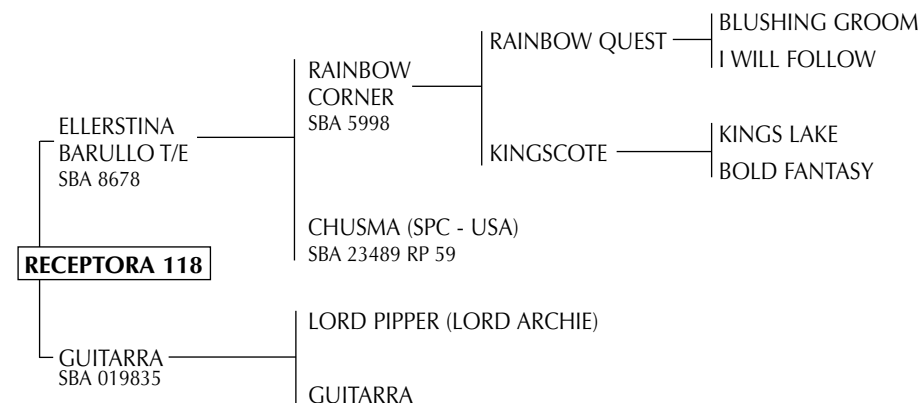 BLUSHING GROOM
RAINBOW QUEST
I WILL FOLLOW
RAINBOW
CORNER
SBA 5998
ELLERSTINA
BARULLO T/E
SBA 8678
KINGS LAKE
KINGSCOTE
BOLD FANTASY
CHUSMA (SPC - USA)
SBA 23489 RP 59
RECEPTORA 118
LORD PIPPER (LORD ARCHIE)
GUITARRA
SBA 019835
GUITARRA